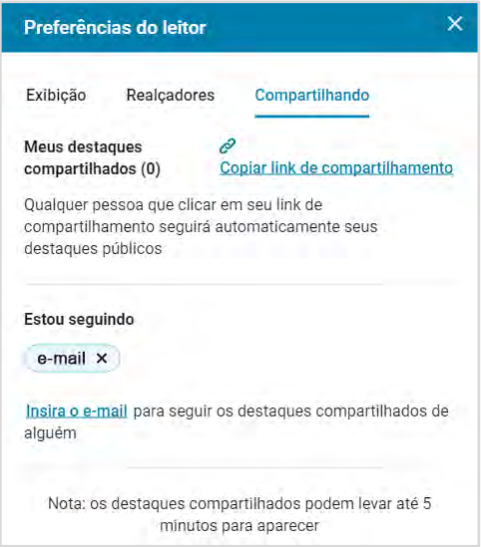 Preferências do leitor
Exibição Realçadores Compartilhando
Meus destaques
compartilhados (0) Copiar link de compartilhamento
Qualquer pessoa que clicar em seu link de
compartilhamento seguirá automaticamente seus
destaques públicos
Estou seguindo
e-mail ×
Insira o e-mail para seguir os destaques compartilhados de
alguém
Nota: os destaques compartilhados podem levar até 5
minutos para aparecer